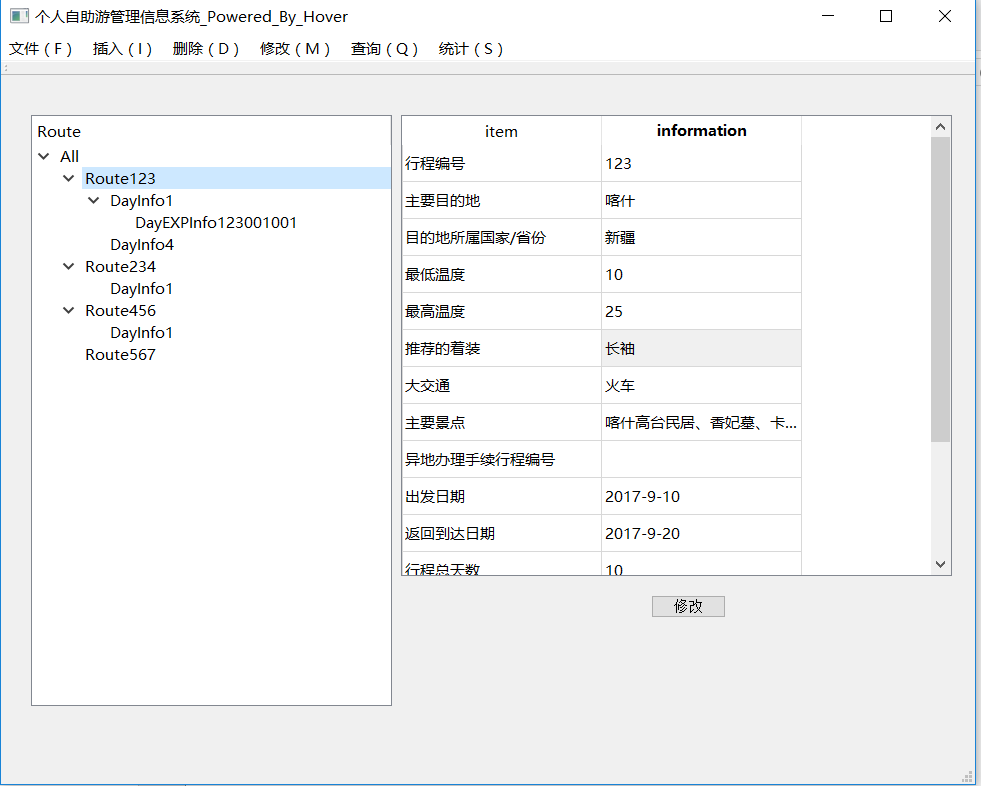 个人自助游管理信息系统_Powered_By_Hover
文件（F） 插入（I） 删除（D） 修改（M） 查询（Q） 统计（S）
Route
All
Route123
DayInfo1
DayEXPInfo123001001
DayInfo4
Route234
DayInfo1
Route456
DayInfo1
Route567
item information
行程编号 123
主要目的地 喀什
目的地所属国家/省份 新疆
最低温度 10
最高温度 25
推荐的着装 长袖
大交通 火车
主要景点 喀什高台民居、香妃墓、卡...
异地办理手续行程编号
出发日期 2017-9-10
返回到达日期 2017-9-20
行程总天数 10
修改